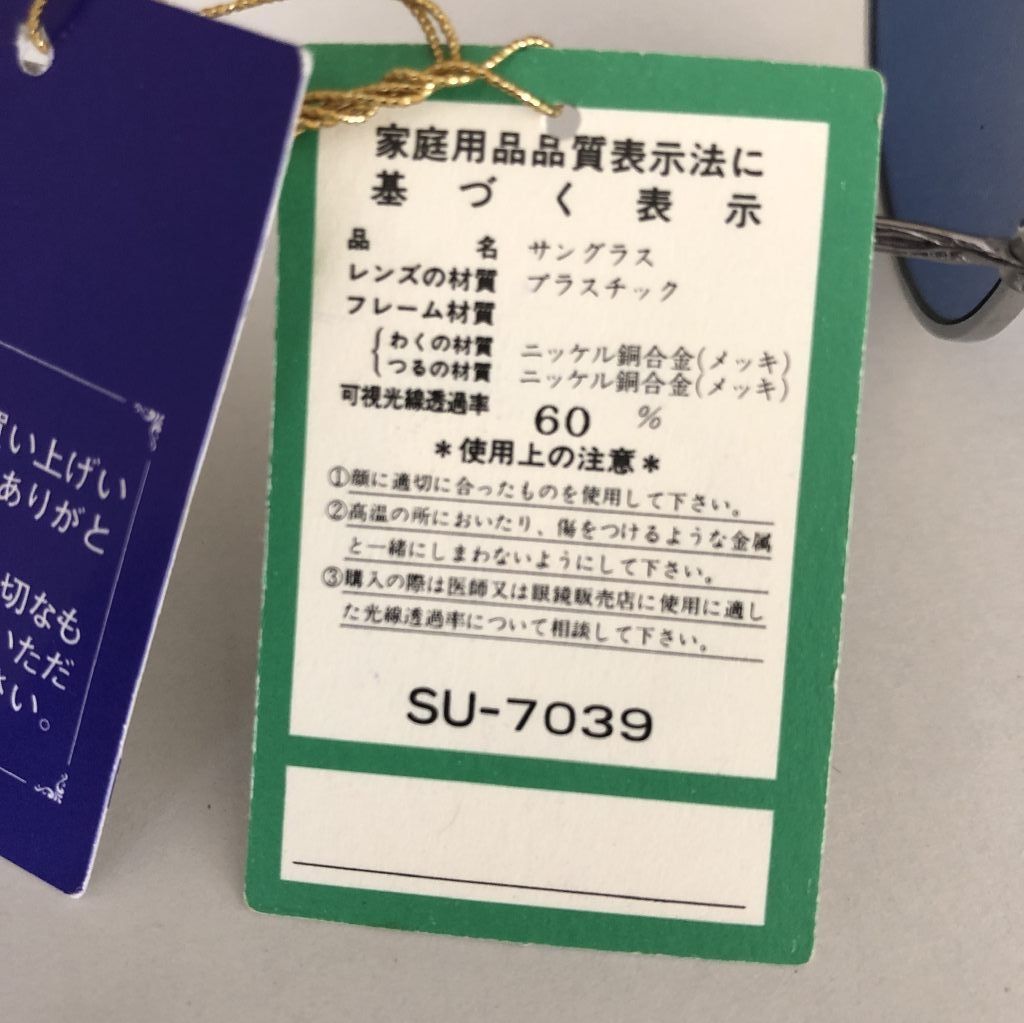 家庭用品品質表示法に
基づく表示
品名 サングラス
レンズの材質 プラスチック
フレーム材質
わくの材質 ニッケル銅合金(メッキ)
つるの材質 ニッケル銅合金(メッキ)
可視光線透過率 60 %
*使用上の注意*
①顔に適切に合ったものを使用して下さい。
②高温の所においたり、傷をつけるような金属
と一緒にしまわないようにして下さい。
③購入の際は医師又は眼鏡販売店に使用に適し
た光線透過率について相談して下さい。
SU-7039
買い上げい
ありがと
切なも
いただ
さい。